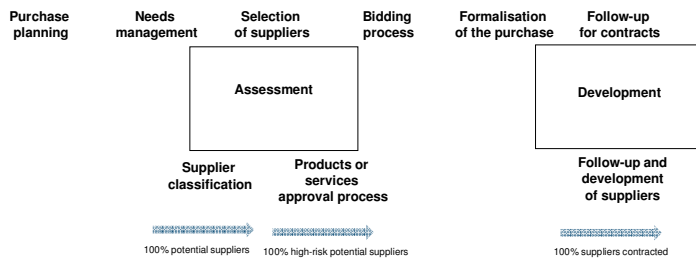 Purchase
planning
Needs
management
Selection
of suppliers
Bidding
process
Formalisation
of the purchase
Follow-up
for contracts
Assessment
Development
Supplier
classification
Products or
services
approval process
Follow-up and
development
of suppliers
100% potential suppliers
100% high-risk potential suppliers
100% suppliers contracted